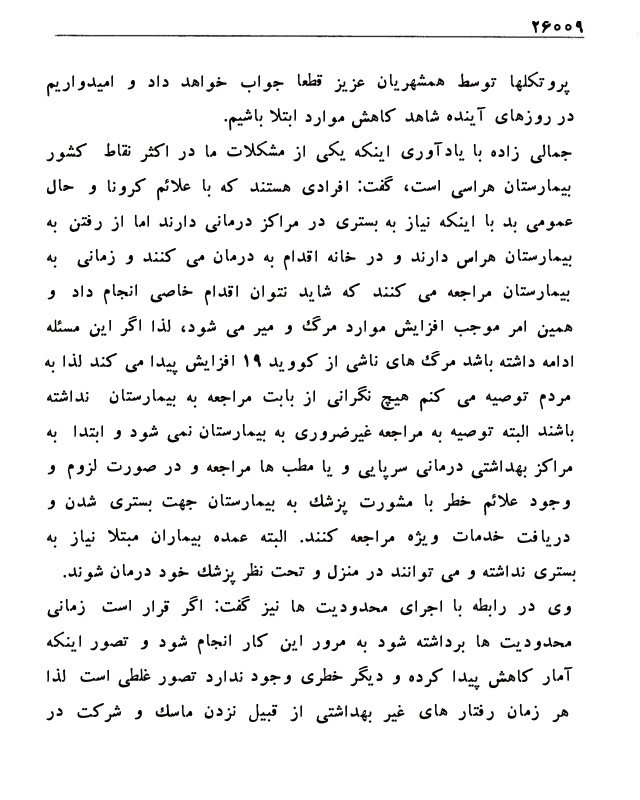 ۲۶۰۰۹
پروتکلها توسط همشهریان عزیز قطعا جواب خواهد داد و امیدواریم
در روزهای آینده شاهد کاهش موارد ابتلا باشیم.
جمالی زاده با یادآوری اینکه یکی از مشکلات ما در اکثر نقاط کشور
بیمارستان هراسی است، گفت: افرادی هستند که با علائم کرونا و حال
عمومی بد با اینکه نیاز به بستری در مراکز درمانی دارند اما از رفتن به
بیمارستان هراس دارند و در خانه اقدام به درمان می کنند و زمانی به
بیمارستان مراجعه می کنند که شاید نتوان اقدام خاصی انجام داد و
همین امر موجب افزایش موارد مرگ و میر می شود، لذا اگر این مسئله
ادامه داشته باشد مرگ های ناشی از کووید ۱۹ افزایش پیدا می کند لذا به
مردم توصیه می کنم هیچ نگرانی از بابت مراجعه به بیمارستان نداشته
باشند البته توصیه به مراجعه غیرضروری به بیمارستان نمی شود و ابتدا به
مراکز بهداشتی درمانی سرپایی و یا مطب ها مراجعه و در صورت لزوم و
وجود علائم خطر با مشورت پزشك به بیمارستان جهت بستری شدن و
دریافت خدمات ویژه مراجعه کنند. البته عمده بیماران مبتلا نیاز به
بستری نداشته و می توانند در منزل و تحت نظر پزشك خود درمان شوند.
وی در رابطه با اجرای محدودیت ها نیز گفت: اگر قرار است زمانی
محدودیت ها برداشته شود به مرور این کار انجام شود و تصور اینکه
آمار کاهش پیدا کرده و دیگر خطری وجود ندارد تصور غلطی است لذا
هر زمان رفتار های غیر بهداشتی از قبیل نزدن ماسك و شرکت در